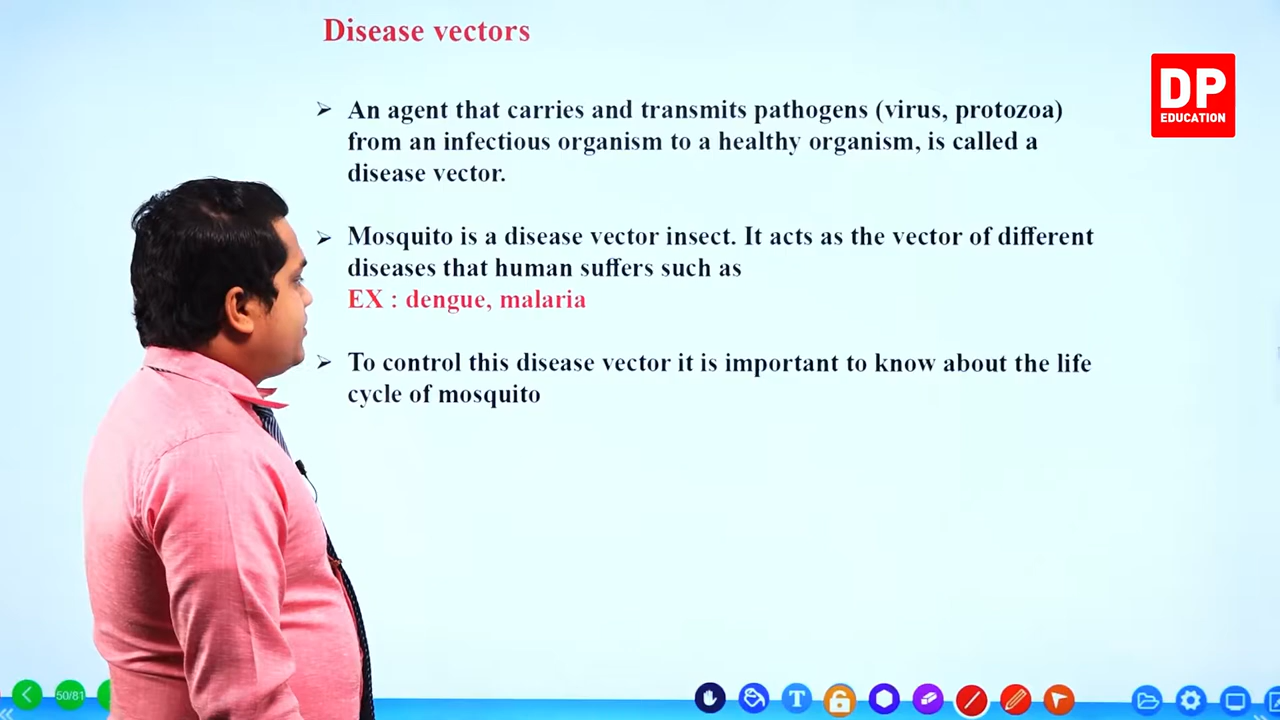 Disease vectors
DP
EDUCATION
➢ An agent that carries and transmits pathogens (virus, protozoa)
from an infectious organism to a healthy organism, is called a
disease vector.
➢ Mosquito is a disease vector insect. It acts as the vector of different
diseases that human suffers such as
EX : dengue, malaria
➢ To control this disease vector it is important to know about the life
cycle of mosquito
50/81
T